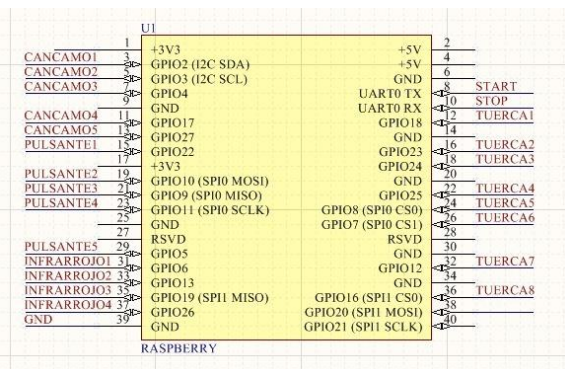 U1
1 +3V3 +5V 2
CANCAMO1 3 GPIO2 (I2C SDA) +5V 4
CANCAMO2 5 GPIO3 (I2C SCL) GND 6
CANCAMO3 7 GPIO4 UART0 TX 8 START
9 GND UART0 RX 10 STOP
CANCAMO4 11 GPIO17 GPIO18 12 TUERCA1
CANCAMO5 13 GPIO27 GND 14
PULSANTE1 15 GPIO22 GPIO23 16 TUERCA2
17 +3V3 GPIO24 18 TUERCA3
PULSANTE2 19 GPIO10 (SPI0 MOSI) GND 20
PULSANTE3 21 GPIO9 (SPI0 MISO) GPIO25 22 TUERCA4
PULSANTE4 23 GPIO11 (SPI0 SCLK) GPIO8 (SPI0 CS0) 24 TUERCA5
25 GND GPIO7 (SPI0 CS1) 26 TUERCA6
27 RSVD RSVD 28
PULSANTE5 29 GPIO5 GND 30
INFRARROJO1 31 GPIO6 GPIO12 32 TUERCA7
INFRARROJO2 33 GPIO13 GND 34
INFRARROJO3 35 GPIO19 (SPI1 MISO) GPIO16 (SPI1 CS0) 36 TUERCA8
INFRARROJO4 37 GPIO26 GPIO20 (SPI1 MOSI) 38
GND 39 GND GPIO21 (SPI1 SCLK) 40
RASPBERRY